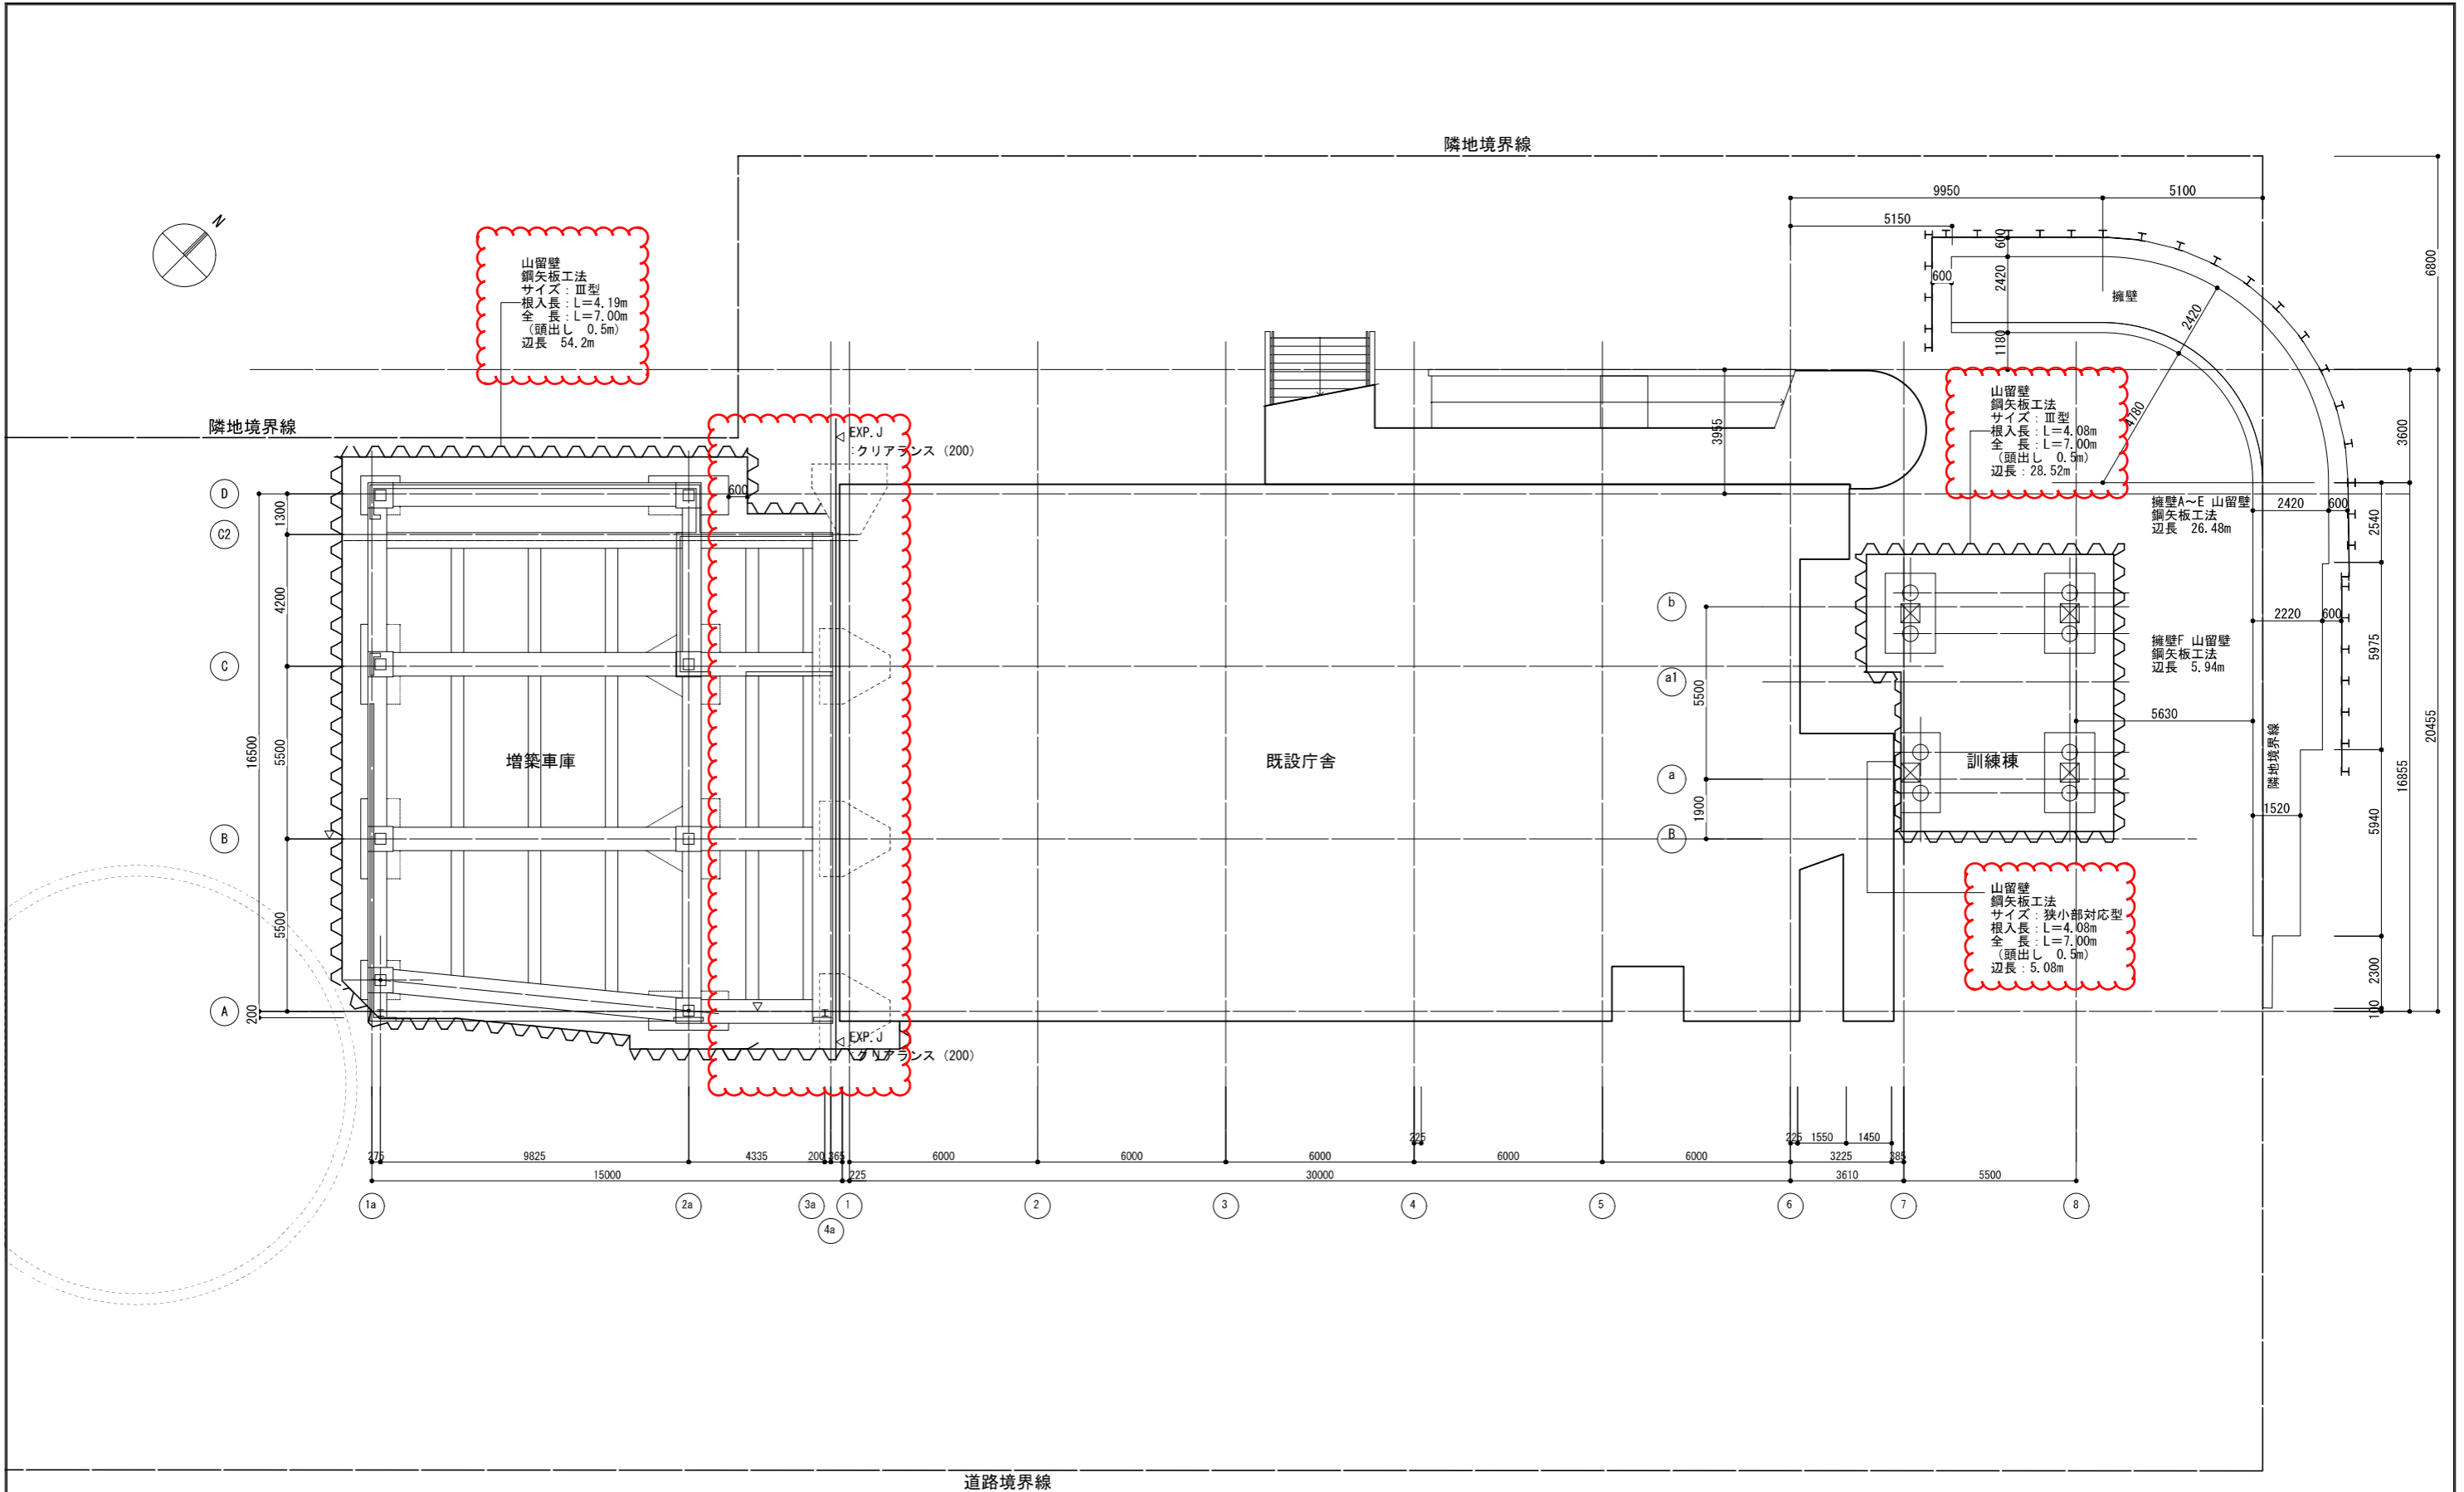 隣地境界線
9950
5100
5150
600
2420
600
1180
擁壁
2420
4780
6800
N
山留壁
鋼矢板工法
サイズ：Ⅲ型
根入長：L=4.19m
全　長：L=7.00m
（頭出し　0.5m）
辺長　54.2m
隣地境界線
EXP.J
:クリアランス（200）
3955
山留壁
鋼矢板工法
サイズ：Ⅲ型
根入長：L=4.08m
全　長：L=7.00m
（頭出し　0.5m）
辺長：28.52m
3600
擁壁A～E 山留壁
鋼矢板工法
辺長　26.48m
2420
600
2540
D
600
1300
C2
4200
C
b
a1
5500
擁壁F 山留壁
鋼矢板工法
辺長　5.94m
2220
600
5975
20455
5630
16500
5500
増築車庫
既設庁舎
訓練棟
隣地境界線
a
1900
B
16855
1520
5940
B
5500
山留壁
鋼矢板工法
サイズ：狭小部対応型
根入長：L=4.08m
全　長：L=7.00m
（頭出し　0.5m）
辺長：5.08m
2300
100
A
200
EXP.J
:クリアランス（200）
225
225
1550
1450
275
9825
4335
200
365
6000
6000
6000
6000
6000
3225
385
15000
225
30000
3610
5500
1a
2a
3a
4a
1
2
3
4
5
6
7
8
道路境界線